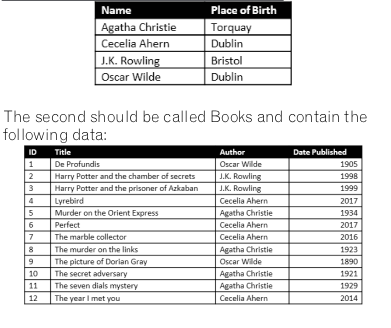 Name Place of Birth
Agatha Christie Torquay
Cecelia Ahern Dublin
J.K. Rowling Bristol
Oscar Wilde Dublin
The second should be called Books and contain the
following data:
ID Title Author Date Published
1 De Profundis Oscar Wilde 1905
2 Harry Potter and the chamber of secrets J.K. Rowling 1998
3 Harry Potter and the prisoner of Azkaban J.K. Rowling 1999
4 Lyrebird Cecelia Ahern 2017
5 Murder on the Orient Express Agatha Christie 1934
6 Perfect Cecelia Ahern 2017
7 The marble collector Cecelia Ahern 2016
8 The murder on the links Agatha Christie 1923
9 The picture of Dorian Gray Oscar Wilde 1890
10 The secret adversary Agatha Christie 1921
11 The seven dials mystery Agatha Christie 1929
12 The year I met you Cecelia Ahern 2014